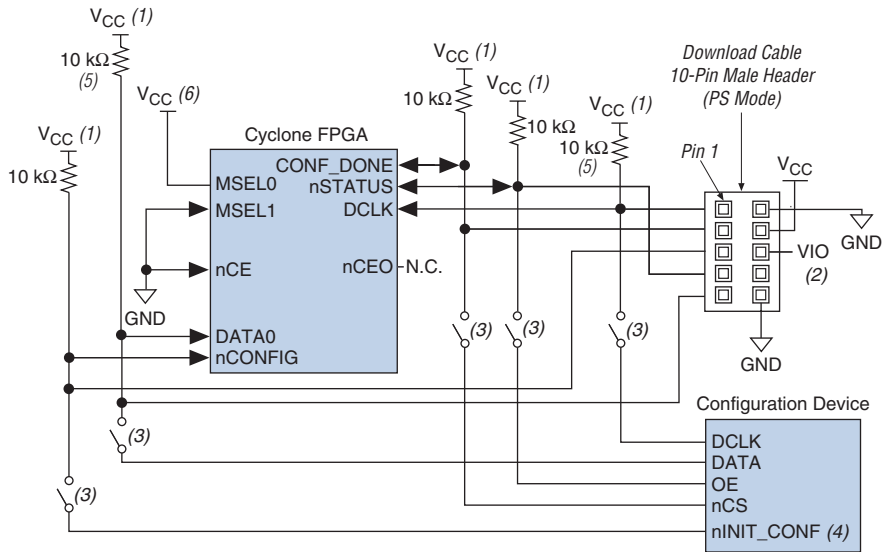 VCC (1)
10 kΩ
(5)
VCC (6)
VCC (1)
10 kΩ
Cyclone FPGA
MSEL0
MSEL1
nCE
DATA0
nCONFIG
CONF_DONE
nSTATUS
DCLK
nCEO
N.C.
GND
VCC (1)
10 kΩ
VCC (1)
10 kΩ
VCC (1)
10 kΩ
(5)
Download Cable
10-Pin Male Header
(PS Mode)
Pin 1
VCC
GND
VIO
(2)
GND
(3)
(3)
(3)
(3)
(3)
Configuration Device
DCLK
DATA
OE
nCS
nINIT_CONF (4)